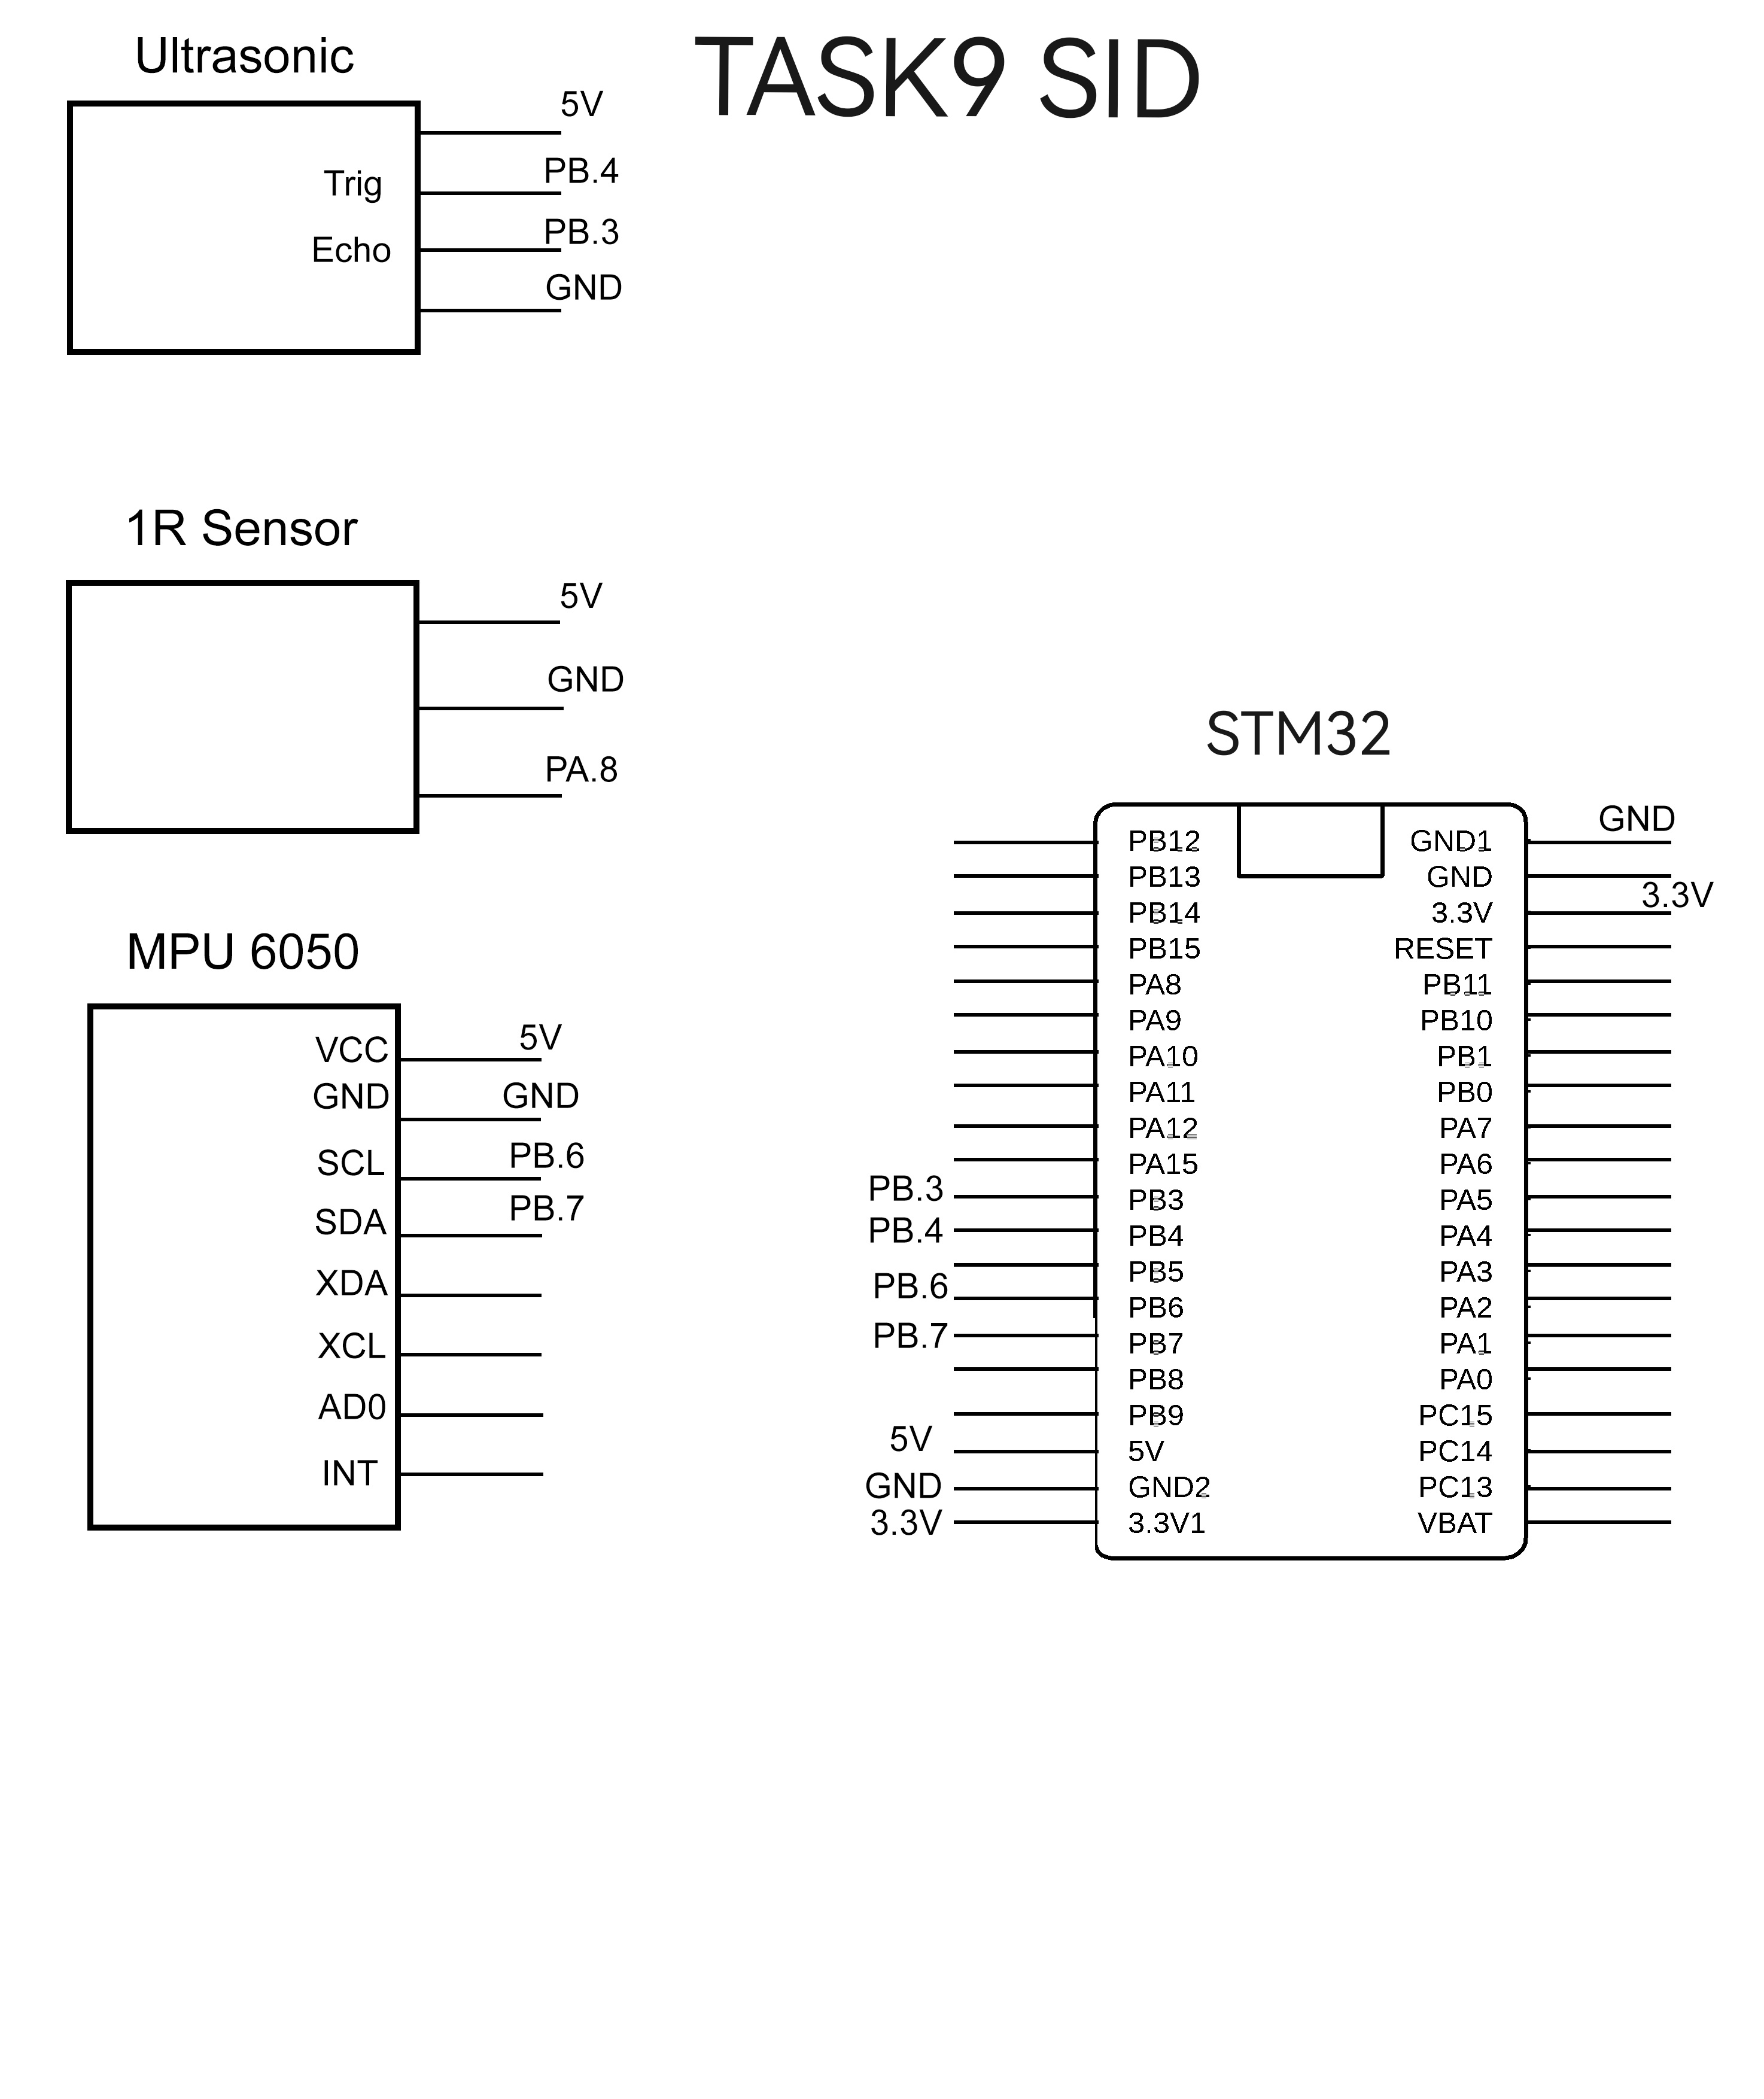 TASK9 SID
Ultrasonic
5V
Trig
PB.4
Echo
PB.3
GND
1R Sensor
5V
GND
PA.8
MPU 6050
VCC
5V
GND
GND
SCL
PB.6
SDA
PB.7
XDA
XCL
AD0
INT
STM32
PB12
GND1
GND
PB13
GND
PB14
3.3V
3.3V
PB15
RESET
PA8
PB11
PA9
PB10
PA10
PB1
PA11
PB0
PA12
PA7
PA15
PA6
PB.3
PB3
PA5
PB.4
PB4
PA4
PB5
PA3
PB.6
PB6
PA2
PB.7
PB7
PA1
PB8
PA0
PB9
PC15
5V
5V
PC14
GND
GND2
PC13
3.3V
3.3V1
VBAT